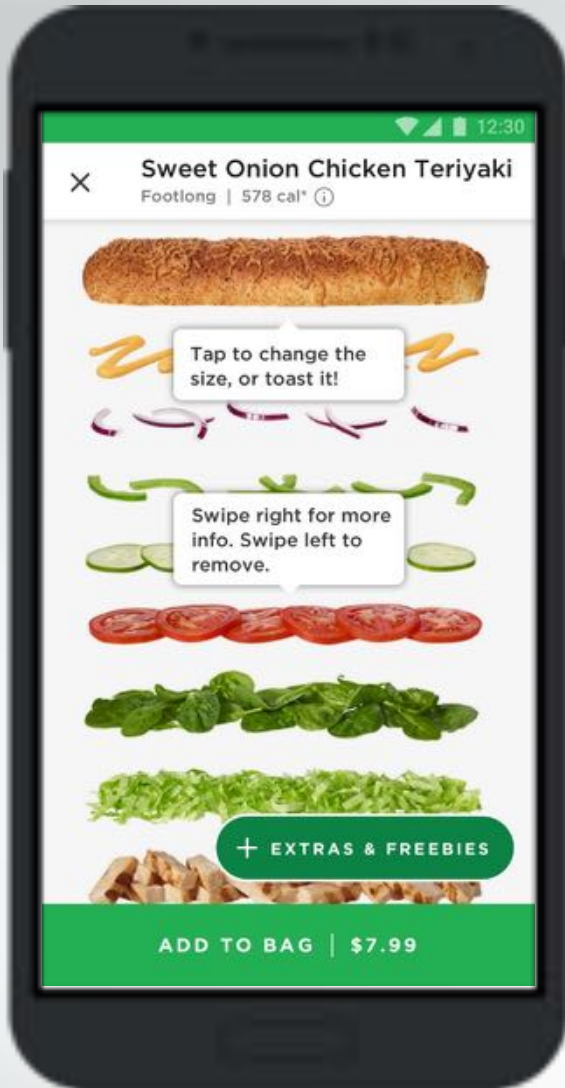 12:30
Sweet Onion Chicken Teriyaki
Footlong | 578 cal* i
Tap to change the
size, or toast it!
Swipe right for more
info. Swipe left to
remove.
+ EXTRAS & FREEBIES
ADD TO BAG | $7.99